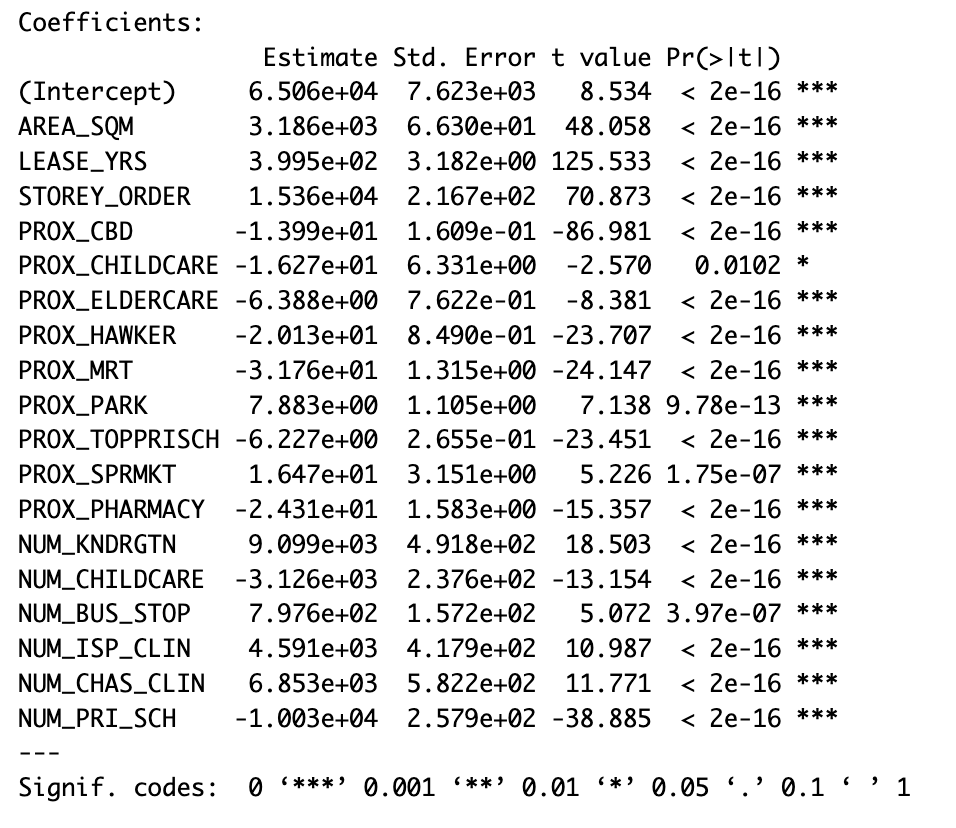 Coefficients:
                Estimate Std. Error t value Pr(>|t|)
(Intercept)    6.506e+04  7.623e+03   8.534  < 2e-16 ***
AREA_SQM       3.186e+03  6.630e+01  48.058  < 2e-16 ***
LEASE_YRS      3.995e+02  3.182e+00 125.533  < 2e-16 ***
STOREY_ORDER   1.536e+04  2.167e+02  70.873  < 2e-16 ***
PROX_CBD      -1.399e+01  1.609e-01 -86.981  < 2e-16 ***
PROX_CHILDCARE -1.627e+01  6.331e+00  -2.570   0.0102 *
PROX_ELDERCARE -6.388e+00  7.622e-01  -8.381  < 2e-16 ***
PROX_HAWKER   -2.013e+01  8.490e-01 -23.707  < 2e-16 ***
PROX_MRT      -3.176e+01  1.315e+00 -24.147  < 2e-16 ***
PROX_PARK      7.883e+00  1.105e+00   7.138 9.78e-13 ***
PROX_TOPPRISCH -6.227e+00  2.655e-01 -23.451  < 2e-16 ***
PROX_SPRMKT    1.647e+01  3.151e+00   5.226 1.75e-07 ***
PROX_PHARMACY -2.431e+01  1.583e+00 -15.357  < 2e-16 ***
NUM_KNDRGTN    9.099e+03  4.918e+02  18.503  < 2e-16 ***
NUM_CHILDCARE -3.126e+03  2.376e+02 -13.154  < 2e-16 ***
NUM_BUS_STOP   7.976e+02  1.572e+02   5.072 3.97e-07 ***
NUM_ISP_CLIN   4.591e+03  4.179e+02  10.987  < 2e-16 ***
NUM_CHAS_CLIN  6.853e+03  5.822e+02  11.771  < 2e-16 ***
NUM_PRI_SCH   -1.003e+04  2.579e+02 -38.885  < 2e-16 ***
---
Signif. codes:  0 ‘***’ 0.001 ‘**’ 0.01 ‘*’ 0.05 ‘.’ 0.1 ‘ ’ 1